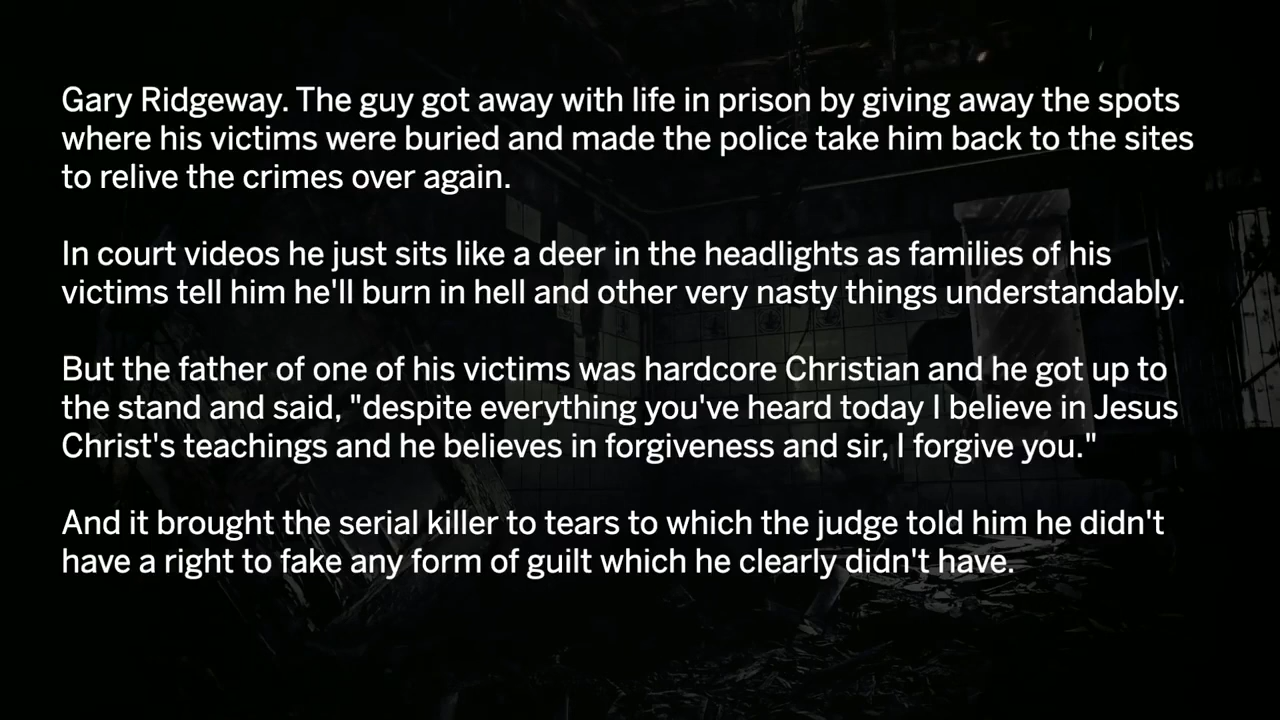 Gary Ridgeway. The guy got away with life in prison by giving away the spots
where his victims were buried and made the police take him back to the sites
to relive the crimes over again.
In court videos he just sits like a deer in the headlights as families of his
victims tell him he'll burn in hell and other very nasty things understandably.
But the father of one of his victims was hardcore Christian and he got up to
the stand and said, "despite everything you've heard today I believe in Jesus
Christ's teachings and he believes in forgiveness and sir, I forgive you."
And it brought the serial killer to tears to which the judge told him he didn't
have a right to fake any form of guilt which he clearly didn't have.